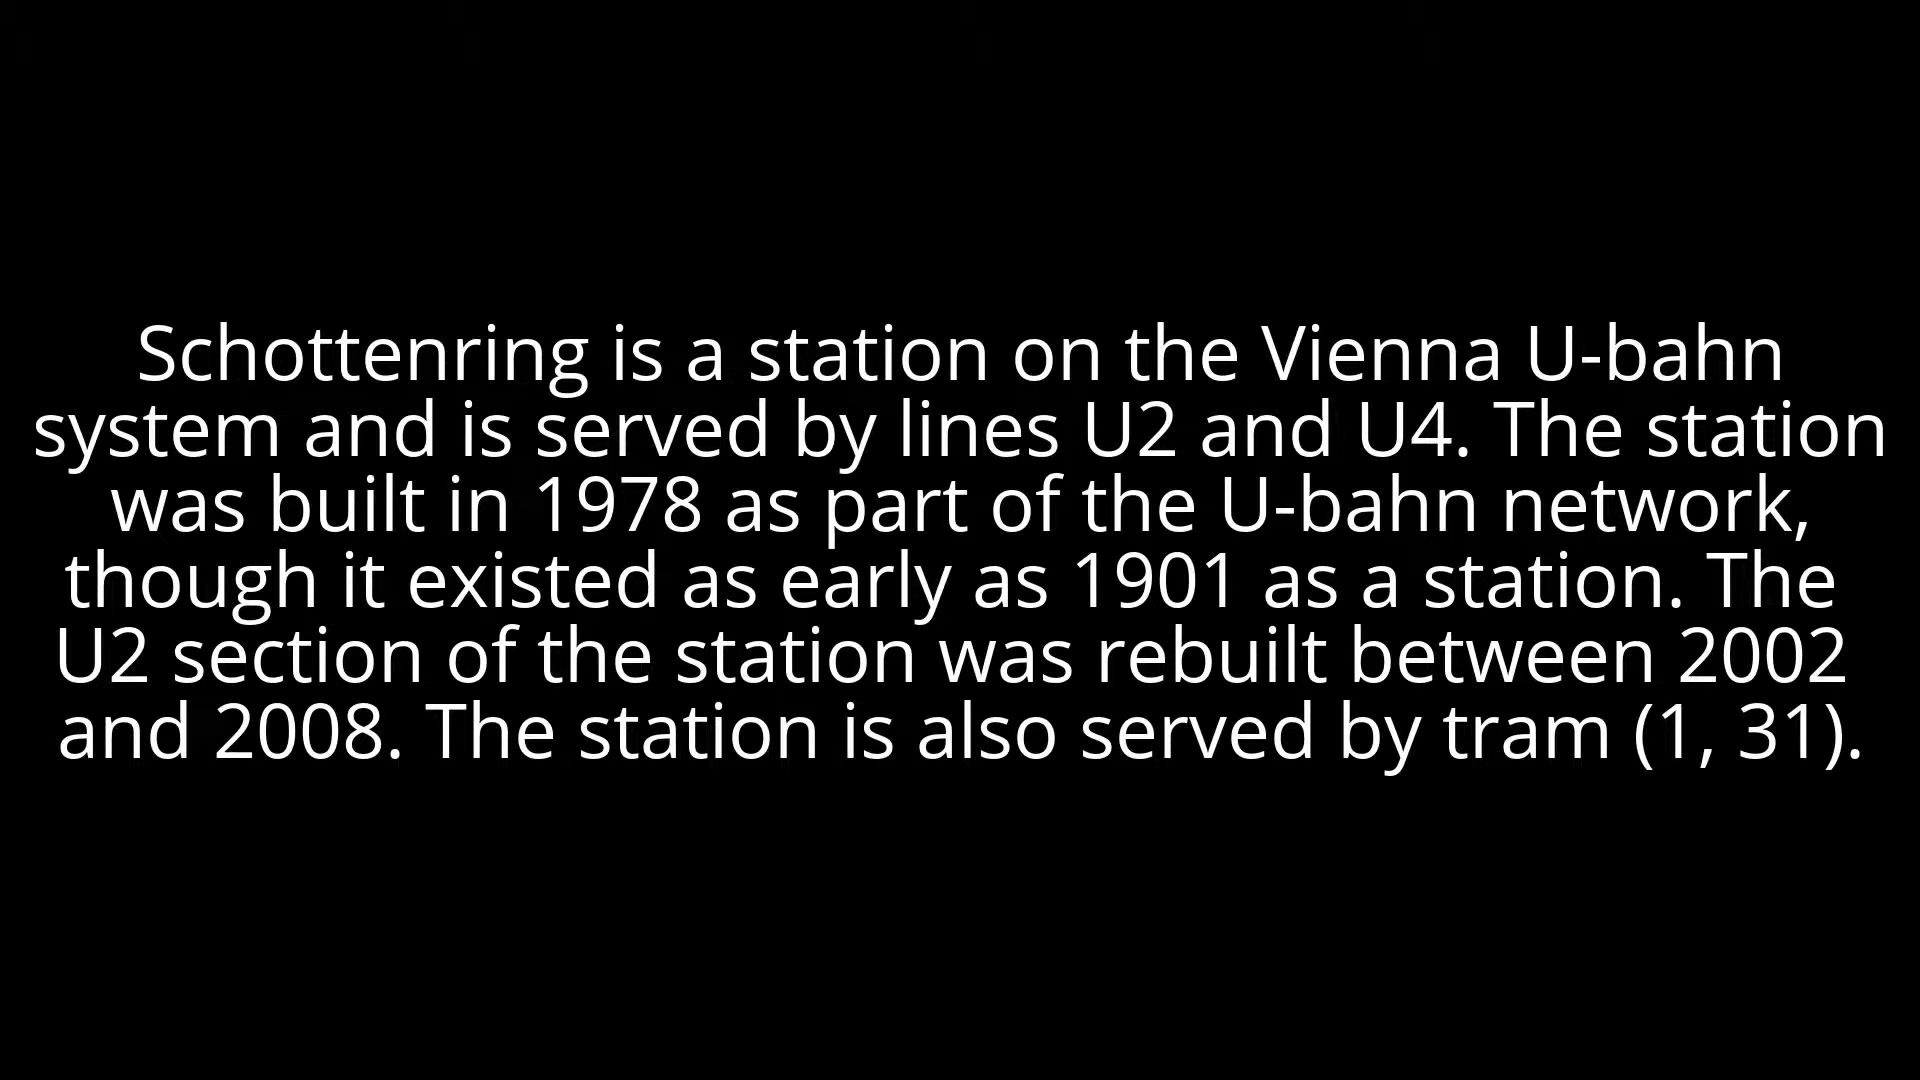 Schottenring is a station on the Vienna U-bahn
system and is served by lines U2 and U4. The station
was built in 1978 as part of the U-bahn network,
though it existed as early as 1901 as a station. The
U2 section of the station was rebuilt between 2002
and 2008. The station is also served by tram (1, 31).